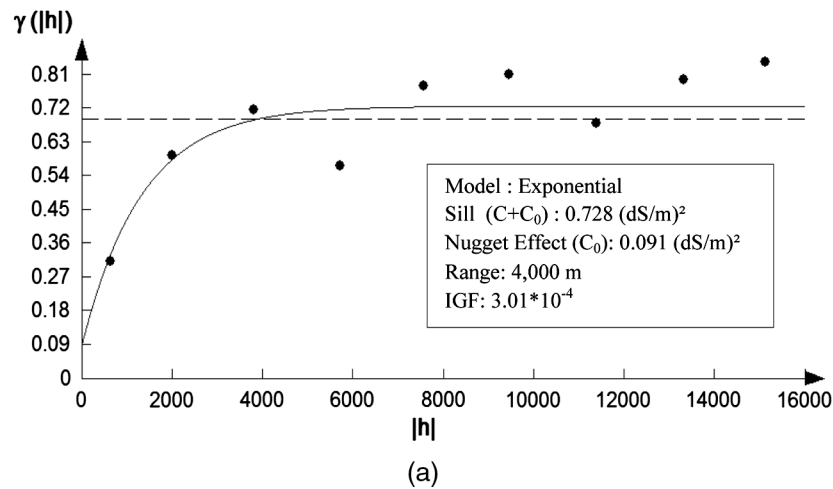 γ (|h|)
0.81
0.72
0.63
0.54
0.45
0.36
0.27
0.18
0.09
0
Model : Exponential
Sill (C+C₀) : 0.728 (dS/m)²
Nugget Effect (C₀): 0.091 (dS/m)²
Range: 4,000 m
IGF: 3.01*10⁻⁴
0 2000 4000 6000 8000 10000 12000 14000 16000
|h|
(a)